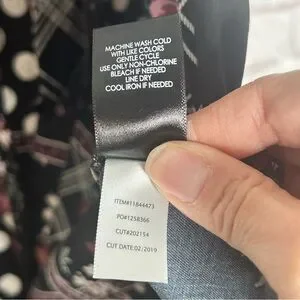 MACHINE WASH COLD
WITH LIKE COLORS
GENTLE CYCLE
USE ONLY NON-CHLORINE
BLEACH IF NEEDED
LINE DRY
COOL IRON IF NEEDED
ITEM#11844473
PO#1258366
CUT#202154
CUT DATE:02/2019